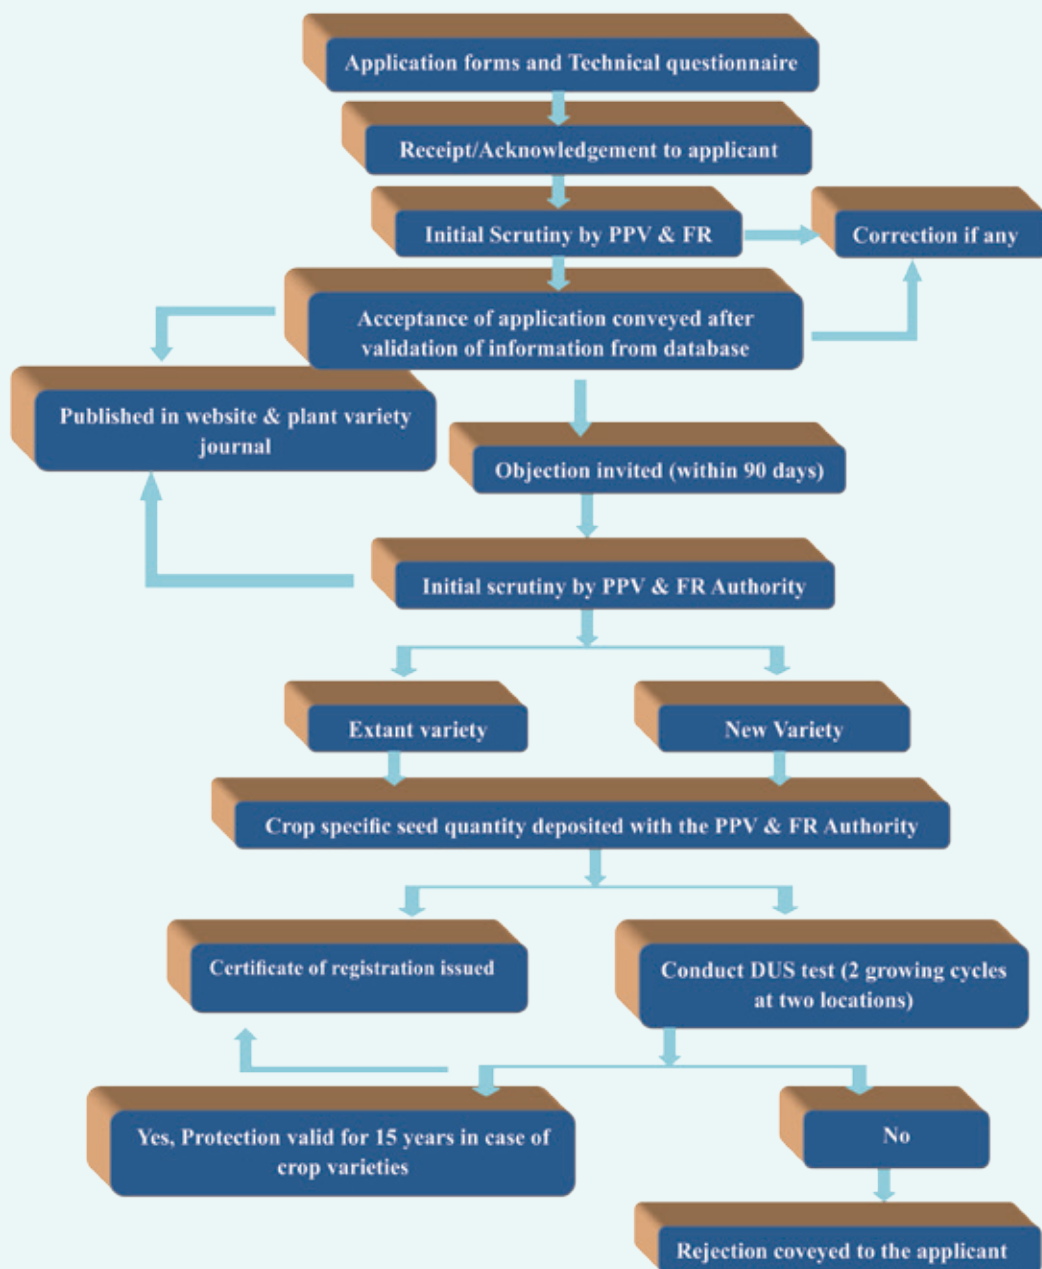 Application forms and Technical questionnaire
Receipt/Acknowledgement to applicant
Initial Scrutiny by PPV & FR
Correction if any
Acceptance of application conveyed after
validation of information from database
Published in website & plant variety
journal
Objection invited (within 90 days)
Initial scrutiny by PPV & FR Authority
Extant variety
New Variety
Crop specific seed quantity deposited with the PPV & FR Authority
Certificate of registration issued
Conduct DUS test (2 growing cycles
at two locations)
Yes, Protection valid for 15 years in case of
crop varieties
No
Rejection coveyed to the applicant